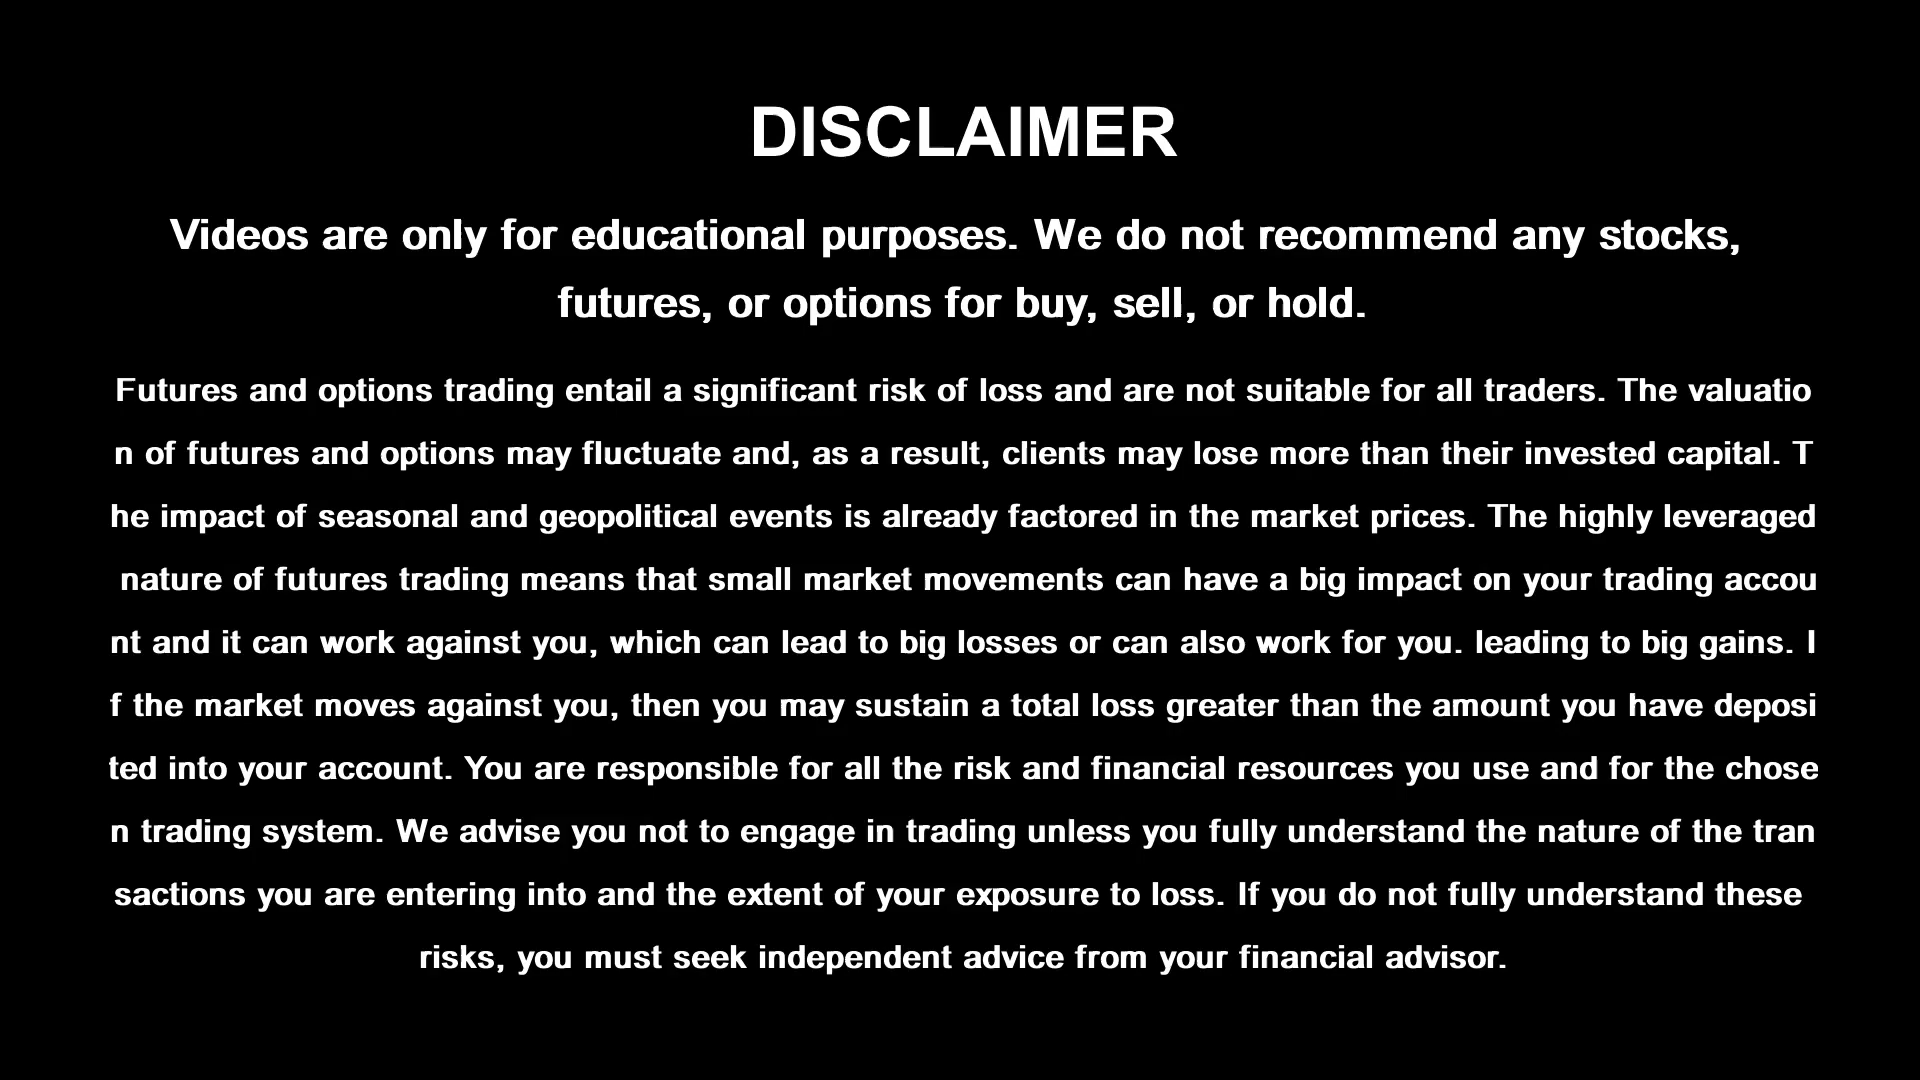 DISCLAIMER
Videos are only for educational purposes. We do not recommend any stocks,
futures, or options for buy, sell, or hold.
Futures and options trading entail a significant risk of loss and are not suitable for all traders. The valuatio
n of futures and options may fluctuate and, as a result, clients may lose more than their invested capital. T
he impact of seasonal and geopolitical events is already factored in the market prices. The highly leveraged
nature of futures trading means that small market movements can have a big impact on your trading accou
nt and it can work against you, which can lead to big losses or can also work for you. leading to big gains. I
f the market moves against you, then you may sustain a total loss greater than the amount you have deposi
ted into your account. You are responsible for all the risk and financial resources you use and for the chose
n trading system. We advise you not to engage in trading unless you fully understand the nature of the tran
sactions you are entering into and the extent of your exposure to loss. If you do not fully understand these
risks, you must seek independent advice from your financial advisor.